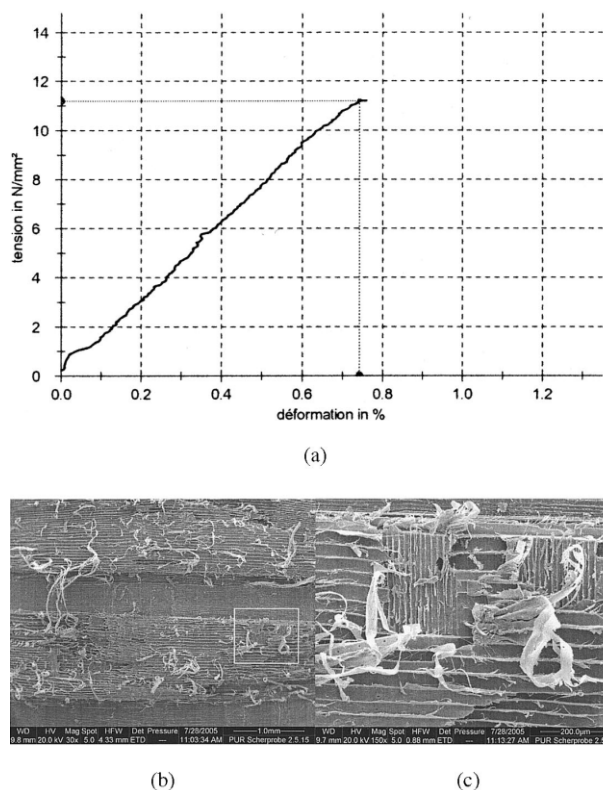 14
12
10
8
6
4
2
0
tension in N/mm²
0.0 0.2 0.4 0.6 0.8 1.0 1.2
déformation in %
(a)
WD HV Mag Spot HFW Det Pressure 7/28/2005 1.0mm
9.8 mm 20.0 kV 30x 5.0 4.33 mm ETD --- 11:03:34 AM PUR Scherprobe 2.5.15
WD HV Mag Spot HFW Det Pressure 7/28/2005 200.0µm
9.7 mm 20.0 kV 150x 5.0 0.88 mm ETD --- 11:13:27 AM PUR Scherprobe 2.5.15
(b) (c)